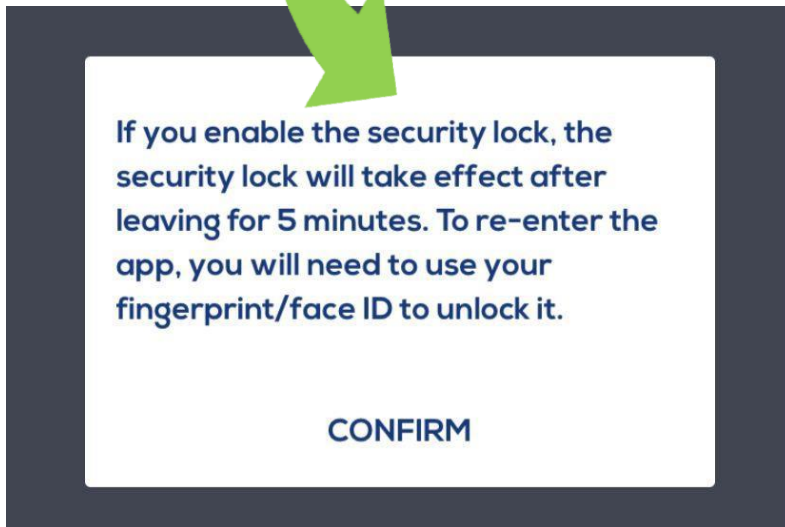 If you enable the security lock, the
security lock will take effect after
leaving for 5 minutes. To re-enter the
app, you will need to use your
fingerprint/face ID to unlock it.
CONFIRM